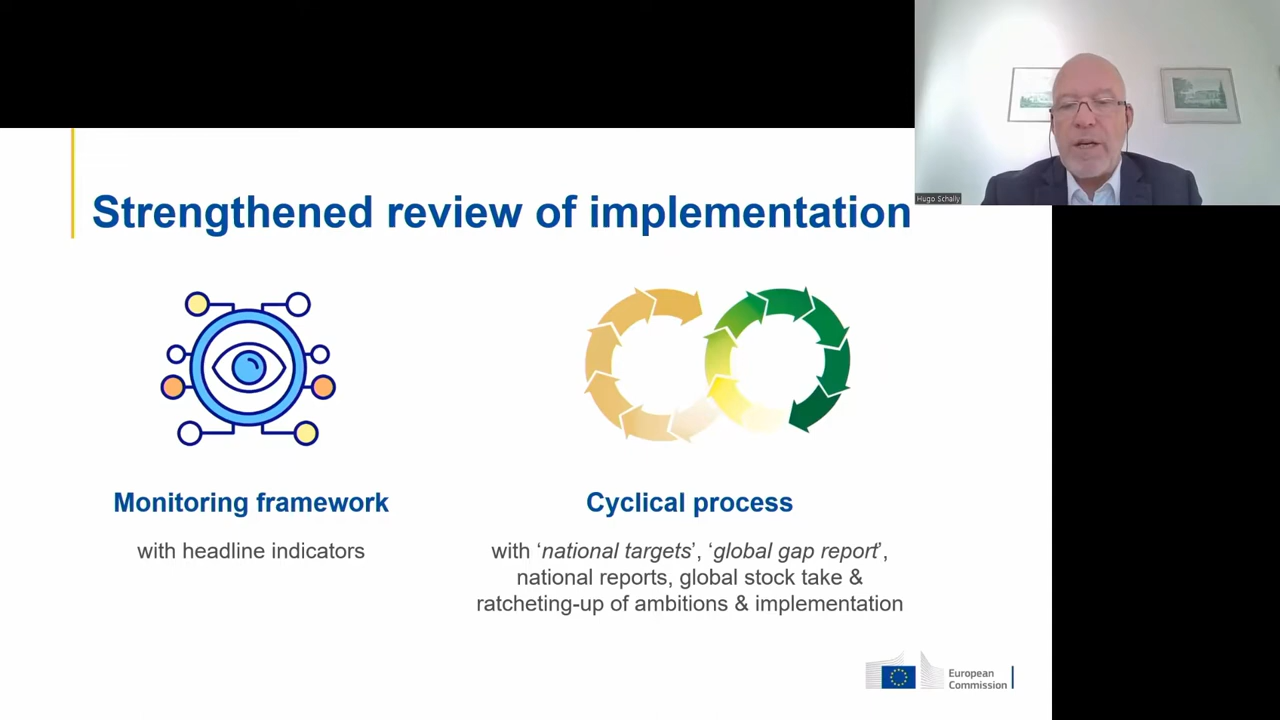 Hugo Schally
Strengthened review of implementation
Monitoring framework
with headline indicators
Cyclical process
with ‘national targets’, ‘global gap report’,
national reports, global stock take &
ratcheting-up of ambitions & implementation
European
Commission